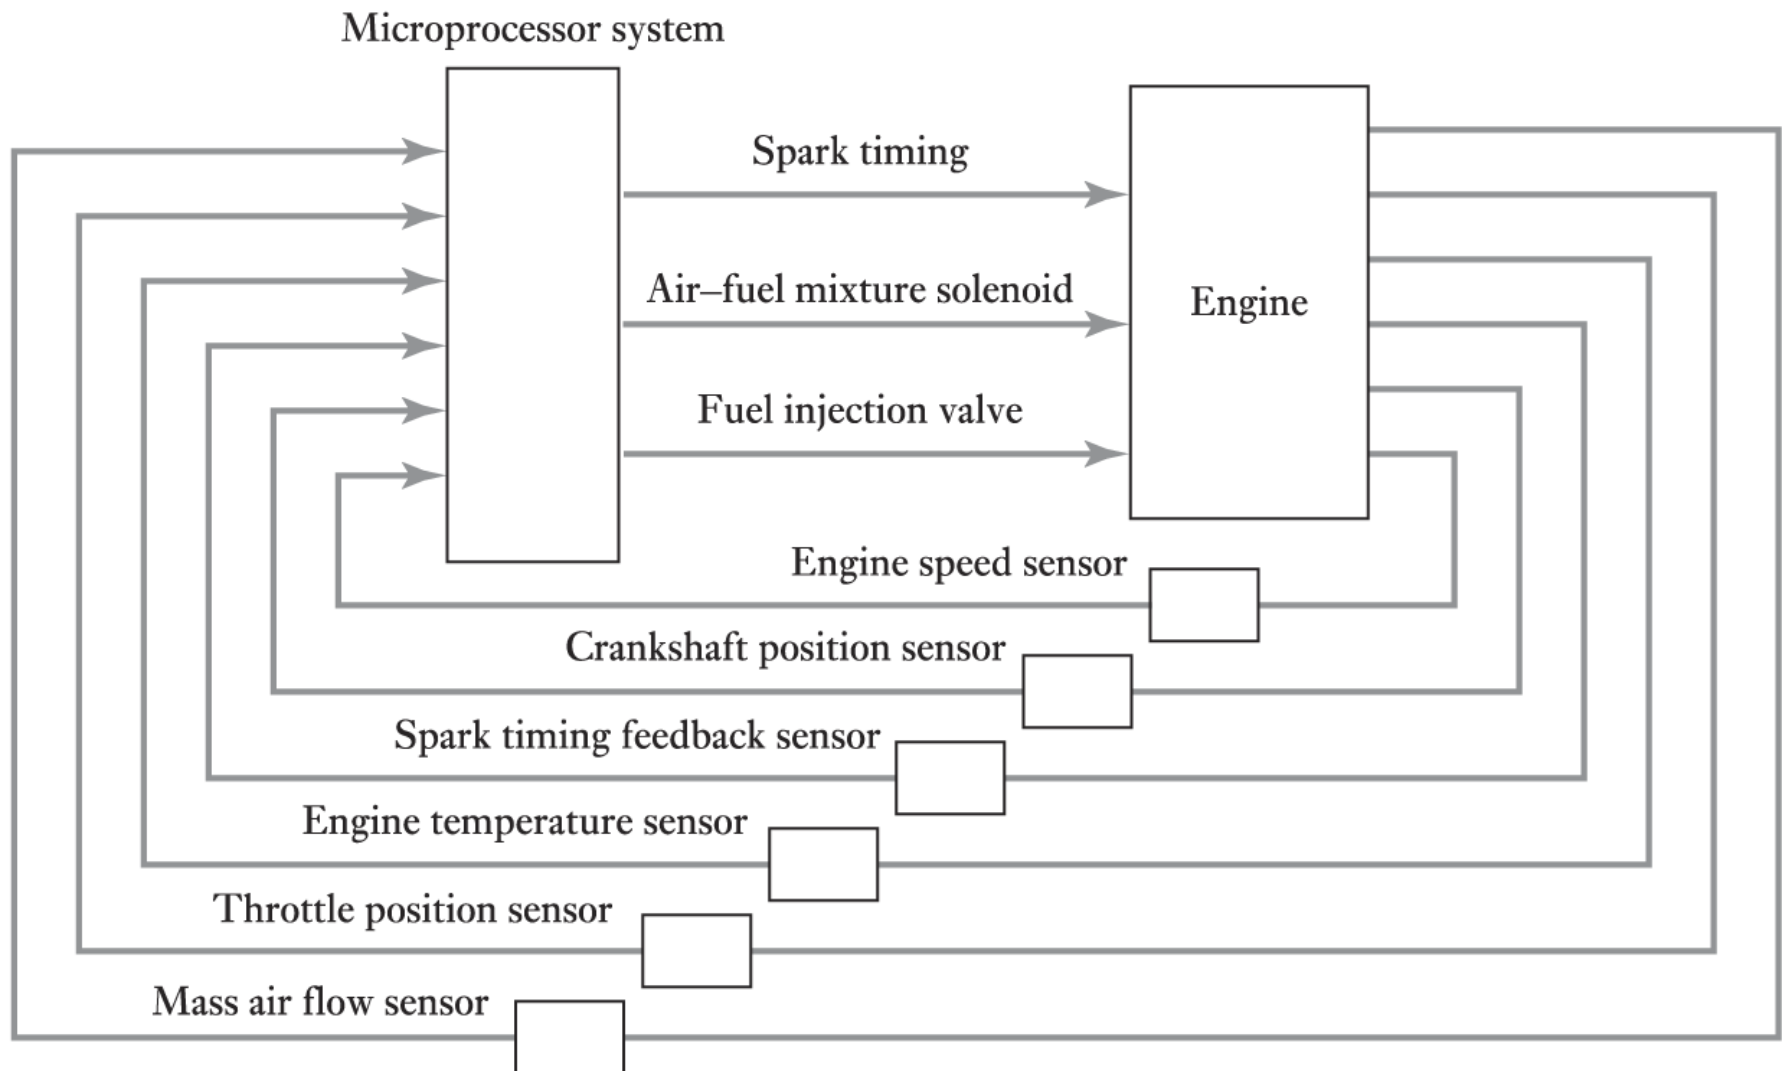 Microprocessor system
Spark timing
Air–fuel mixture solenoid
Engine
Fuel injection valve
Engine speed sensor
Crankshaft position sensor
Spark timing feedback sensor
Engine temperature sensor
Throttle position sensor
Mass air flow sensor